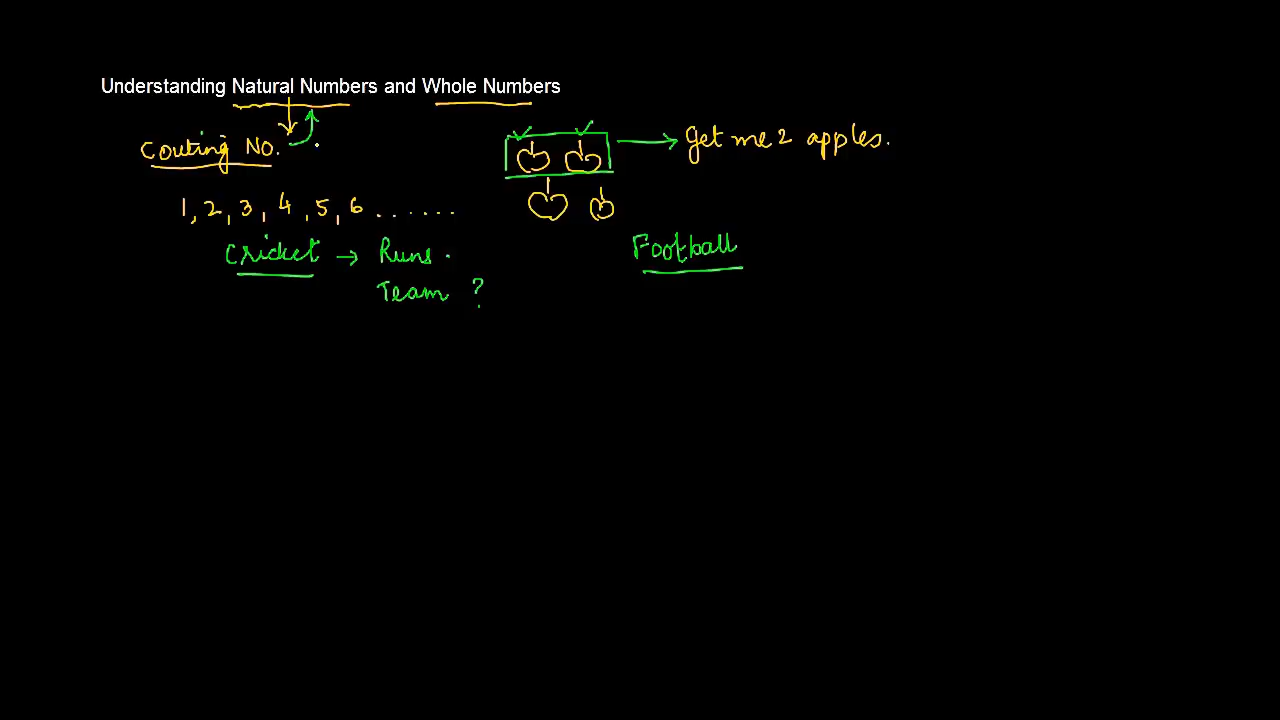 Understanding Natural Numbers and Whole Numbers
Couting No.
Get me 2 apples.
1, 2, 3, 4, 5, 6 . . . . . .
Cricket → Runs.
Football
Team ?